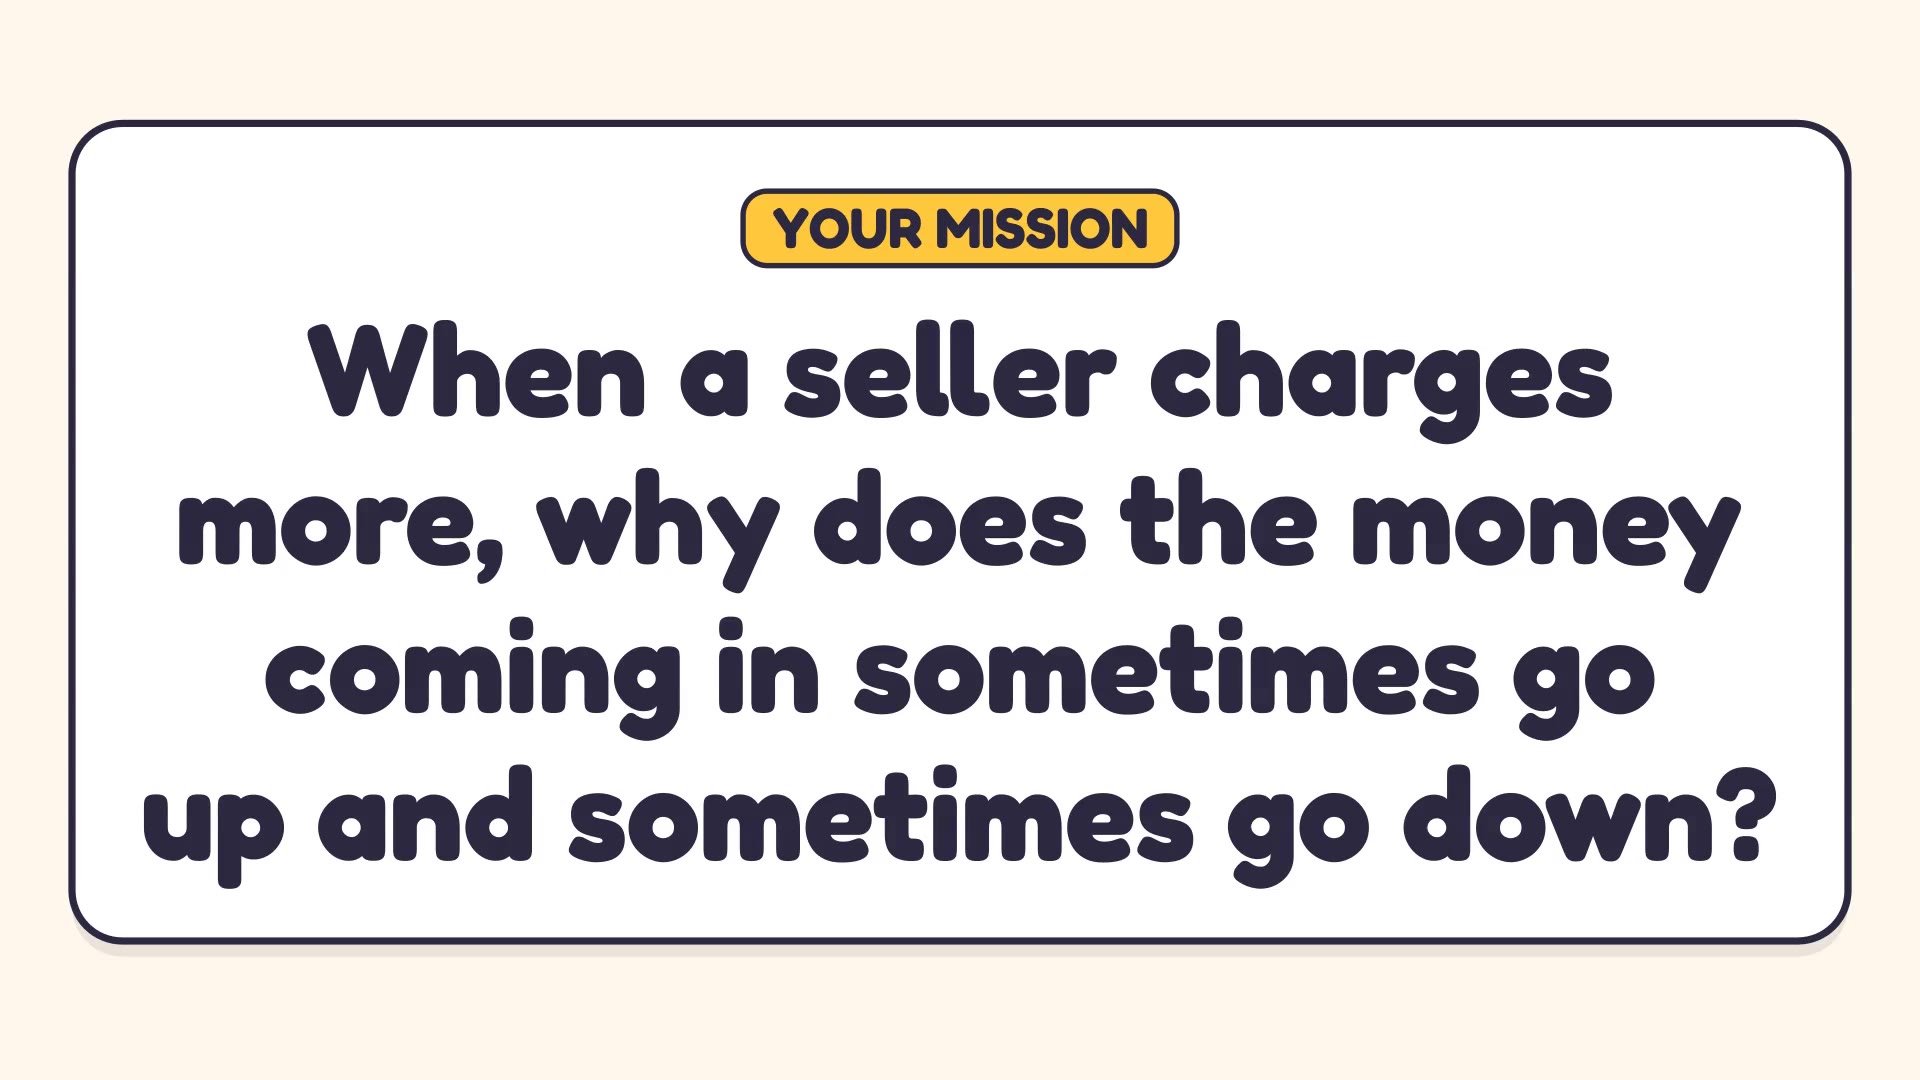 YOUR MISSION
When a seller charges
more, why does the money
coming in sometimes go
up and sometimes go down?